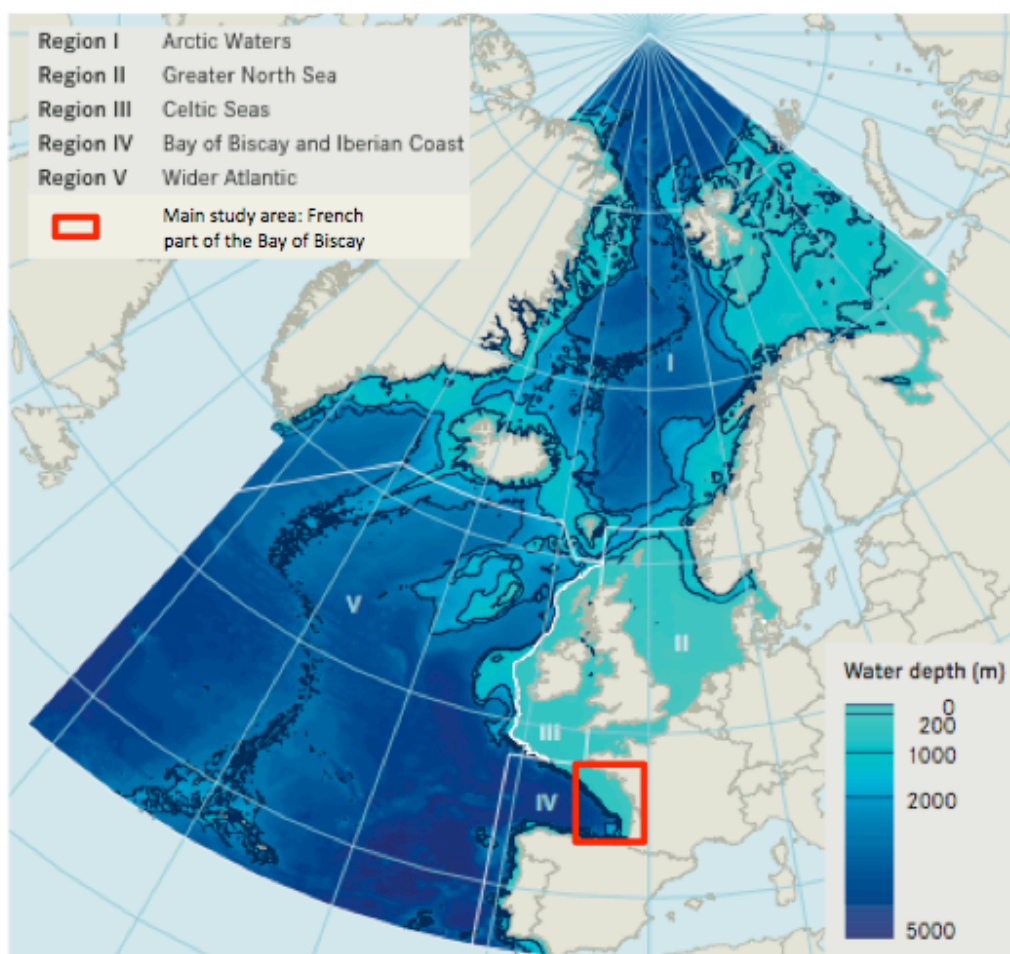 Region I Arctic Waters
Region II Greater North Sea
Region III Celtic Seas
Region IV Bay of Biscay and Iberian Coast
Region V Wider Atlantic
Main study area: French
part of the Bay of Biscay
I
V
II
III
IV
Water depth (m)
0
200
1000
2000
5000